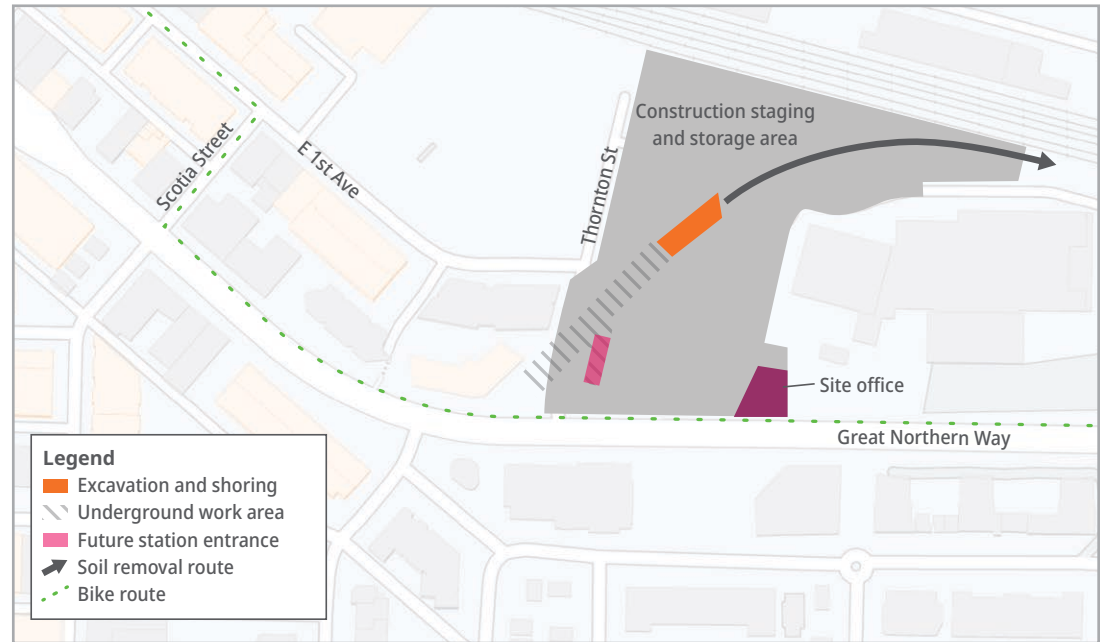 Construction staging
and storage area
Scotia Street
E 1st Ave
Thornton St
Site office
Great Northern Way
Legend
Excavation and shoring
Underground work area
Future station entrance
Soil removal route
Bike route